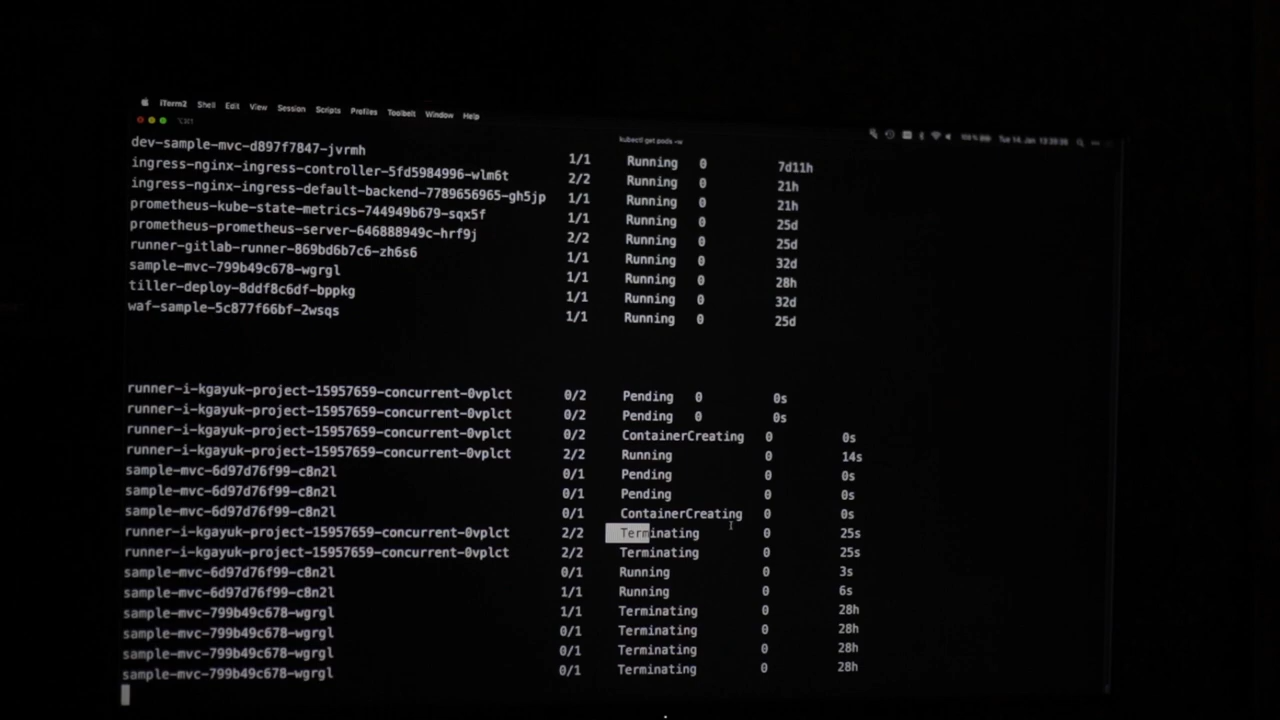 iTerm2 Shell Edit View Session Scripts Profiles Toolbelt Window Help
kubectl get pods -w
dev-sample-mvc-d897f7847-jvrmh 1/1 Running 0 7d11h
ingress-nginx-ingress-controller-5fd5984996-wlm6t 2/2 Running 0 21h
ingress-nginx-ingress-default-backend-7789656965-gh5jp 1/1 Running 0 21h
prometheus-kube-state-metrics-744949b679-sqx5f 1/1 Running 0 25d
prometheus-prometheus-server-646888949c-hrf9j 2/2 Running 0 25d
runner-gitlab-runner-869bd6b7c6-zh6s6 1/1 Running 0 32d
sample-mvc-799b49c678-wgrgl 1/1 Running 0 28h
tiller-deploy-8ddf8c6df-bppkg 1/1 Running 0 32d
waf-sample-5c877f66bf-2wsqs 1/1 Running 0 25d
runner-i-kgayuk-project-15957659-concurrent-0vplct 0/2 Pending 0 0s
runner-i-kgayuk-project-15957659-concurrent-0vplct 0/2 Pending 0 0s
runner-i-kgayuk-project-15957659-concurrent-0vplct 0/2 ContainerCreating 0 0s
runner-i-kgayuk-project-15957659-concurrent-0vplct 2/2 Running 0 14s
sample-mvc-6d97d76f99-c8n2l 0/1 Pending 0 0s
sample-mvc-6d97d76f99-c8n2l 0/1 Pending 0 0s
sample-mvc-6d97d76f99-c8n2l 0/1 ContainerCreating 0 0s
runner-i-kgayuk-project-15957659-concurrent-0vplct 2/2 Terminating 0 25s
runner-i-kgayuk-project-15957659-concurrent-0vplct 2/2 Terminating 0 25s
sample-mvc-6d97d76f99-c8n2l 0/1 Running 0 3s
sample-mvc-6d97d76f99-c8n2l 1/1 Running 0 6s
sample-mvc-799b49c678-wgrgl 1/1 Terminating 0 28h
sample-mvc-799b49c678-wgrgl 0/1 Terminating 0 28h
sample-mvc-799b49c678-wgrgl 0/1 Terminating 0 28h
sample-mvc-799b49c678-wgrgl 0/1 Terminating 0 28h